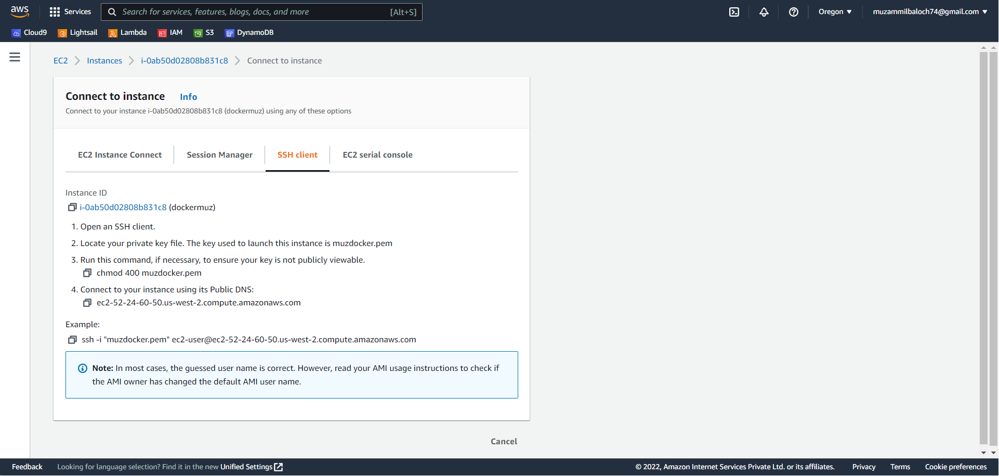 aws
Services
Search for services, features, blogs, docs, and more
[Alt+S]
Oregon
muzammilbaloch74@gmail.com
Cloud9
Lightsail
Lambda
IAM
S3
DynamoDB
EC2
Instances
i-0ab50d02808b831c8
Connect to instance
Connect to instance
Info
Connect to your instance i-0ab50d02808b831c8 (dockermuz) using any of these options
EC2 Instance Connect
Session Manager
SSH client
EC2 serial console
Instance ID
i-0ab50d02808b831c8 (dockermuz)
1. Open an SSH client.
2. Locate your private key file. The key used to launch this instance is muzdocker.pem
3. Run this command, if necessary, to ensure your key is not publicly viewable.
chmod 400 muzdocker.pem
4. Connect to your instance using its Public DNS:
ec2-52-24-60-50.us-west-2.compute.amazonaws.com
Example:
ssh -i "muzdocker.pem" ec2-user@ec2-52-24-60-50.us-west-2.compute.amazonaws.com
Note: In most cases, the guessed user name is correct. However, read your AMI usage instructions to check if
the AMI owner has changed the default AMI user name.
Cancel
Feedback
Looking for language selection? Find it in the new Unified Settings
© 2022, Amazon Internet Services Private Ltd. or its affiliates.
Privacy
Terms
Cookie preferences